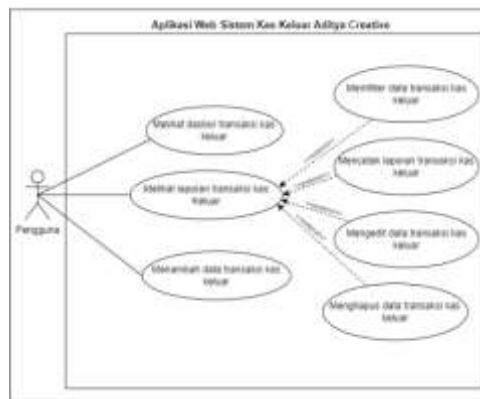 Aplikasi Web Sistem Kas Keluar Aditya Creative
Memfilter data transaksi kas
keluar
Melihat transaksi kas
keluar
Mencetak laporan transaksi kas
keluar
Melihat laporan transaksi kas
Keluar
Pengguna
Mengedit data transaksi kas
keluar
Menambah data transaksi kas
keluar
Menghapus data transaksi kas
keluar